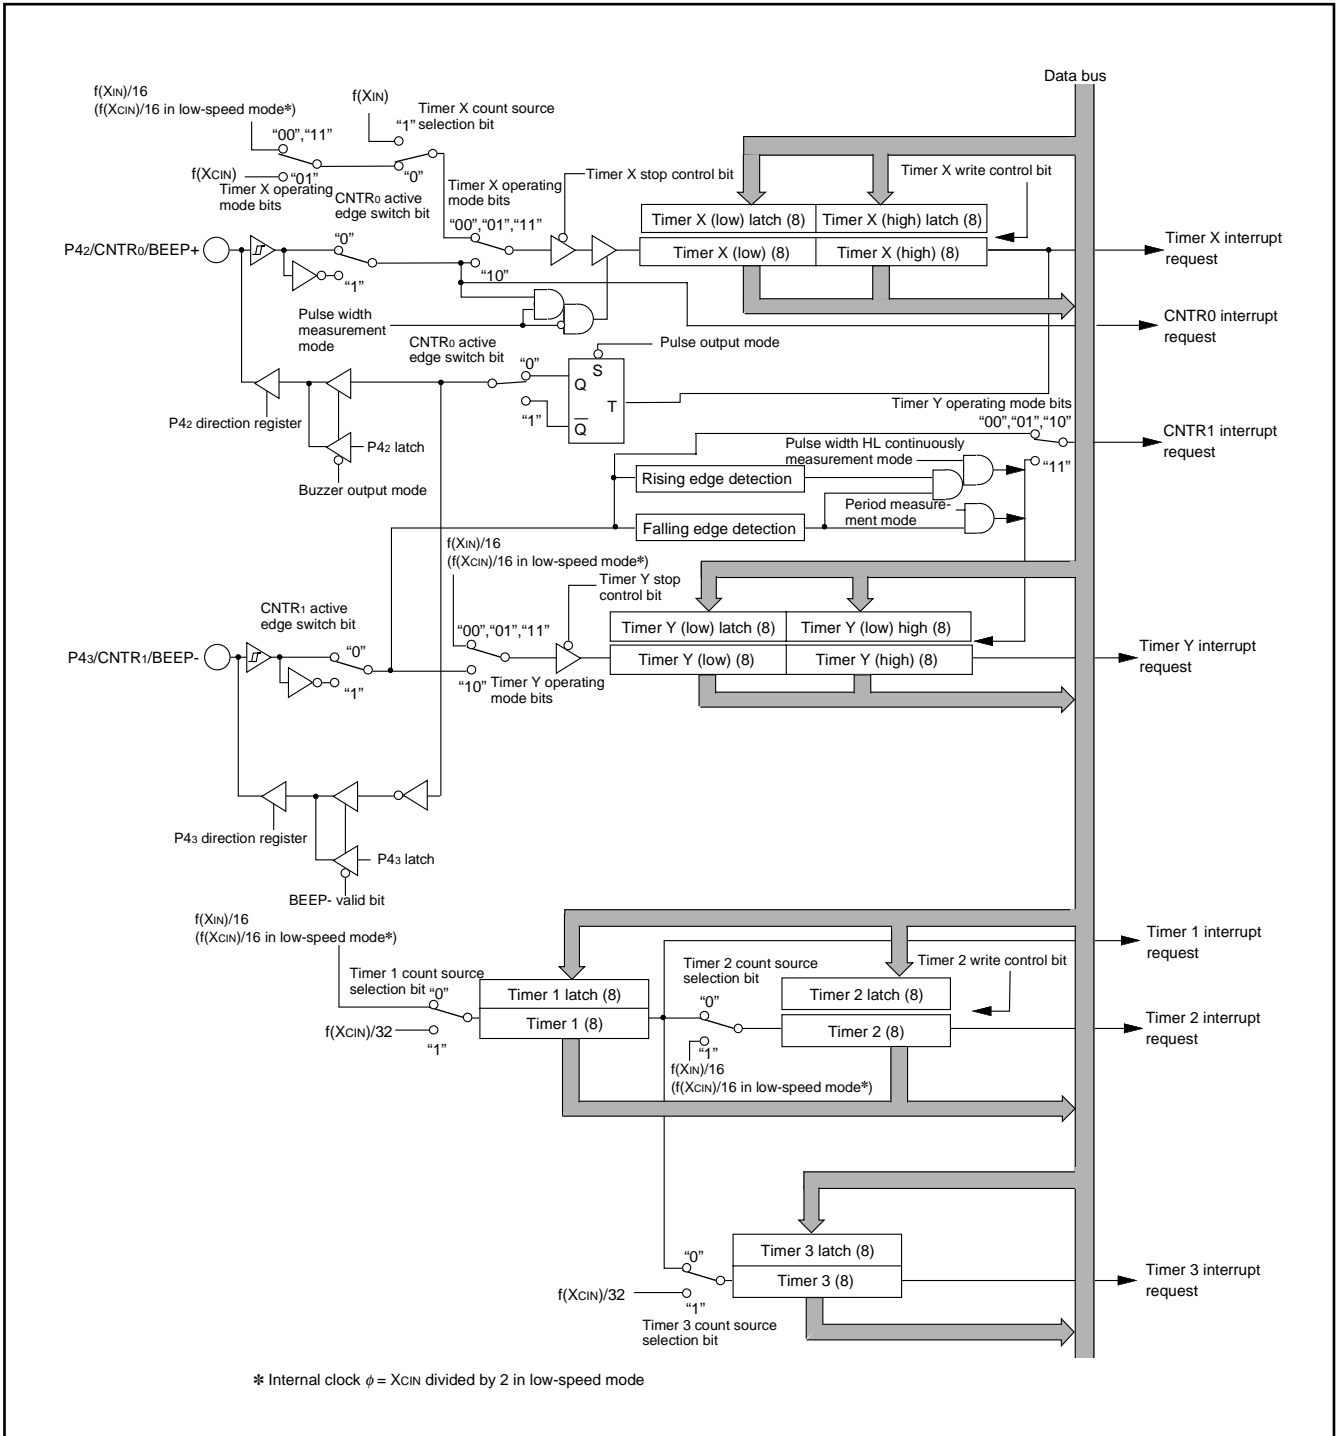 Data bus
f(XIN)/16
(f(XCIN)/16 in low-speed mode*)
f(XIN)
Timer X count source
selection bit
"1"
"00","11"
f(XCIN)
"01"
"0"
Timer X operating
mode bits
CNTR0 active
edge switch bit
Timer X operating
mode bits
Timer X stop control bit
Timer X write control bit
"00","01","11"
Timer X (low) latch (8)
Timer X (high) latch (8)
P42/CNTR0/BEEP+
"0"
"1"
"10"
Timer X (low) (8)
Timer X (high) (8)
Timer X interrupt
request
Pulse width
measurement
mode
CNTR0 interrupt
request
CNTR0 active
edge switch bit
Pulse output mode
"0"
"1"
S
Q
T
Q
P42 direction register
P42 latch
Buzzer output mode
Timer Y operating mode bits
"00","01","10"
"11"
CNTR1 interrupt
request
Pulse width HL continuously
measurement mode
Rising edge detection
Period measure-
ment mode
Falling edge detection
f(XIN)/16
(f(XCIN)/16 in low-speed mode*)
Timer Y stop
control bit
CNTR1 active
edge switch bit
"00","01","11"
Timer Y (low) latch (8)
Timer Y (low) high (8)
P43/CNTR1/BEEP-
"0"
"1"
"10"
Timer Y operating
mode bits
Timer Y (low) (8)
Timer Y (high) (8)
Timer Y interrupt
request
P43 direction register
P43 latch
BEEP- valid bit
f(XIN)/16
(f(XCIN)/16 in low-speed mode*)
Timer 1 interrupt
request
Timer 1 count source
selection bit
"0"
f(XCIN)/32
"1"
Timer 1 latch (8)
Timer 1 (8)
Timer 2 count source
selection bit
"0"
"1"
f(XIN)/16
(f(XCIN)/16 in low-speed mode*)
Timer 2 write control bit
Timer 2 latch (8)
Timer 2 (8)
Timer 2 interrupt
request
Timer 3 latch (8)
Timer 3 (8)
"0"
f(XCIN)/32
"1"
Timer 3 count source
selection bit
Timer 3 interrupt
request
* Internal clock φ = XCIN divided by 2 in low-speed mode